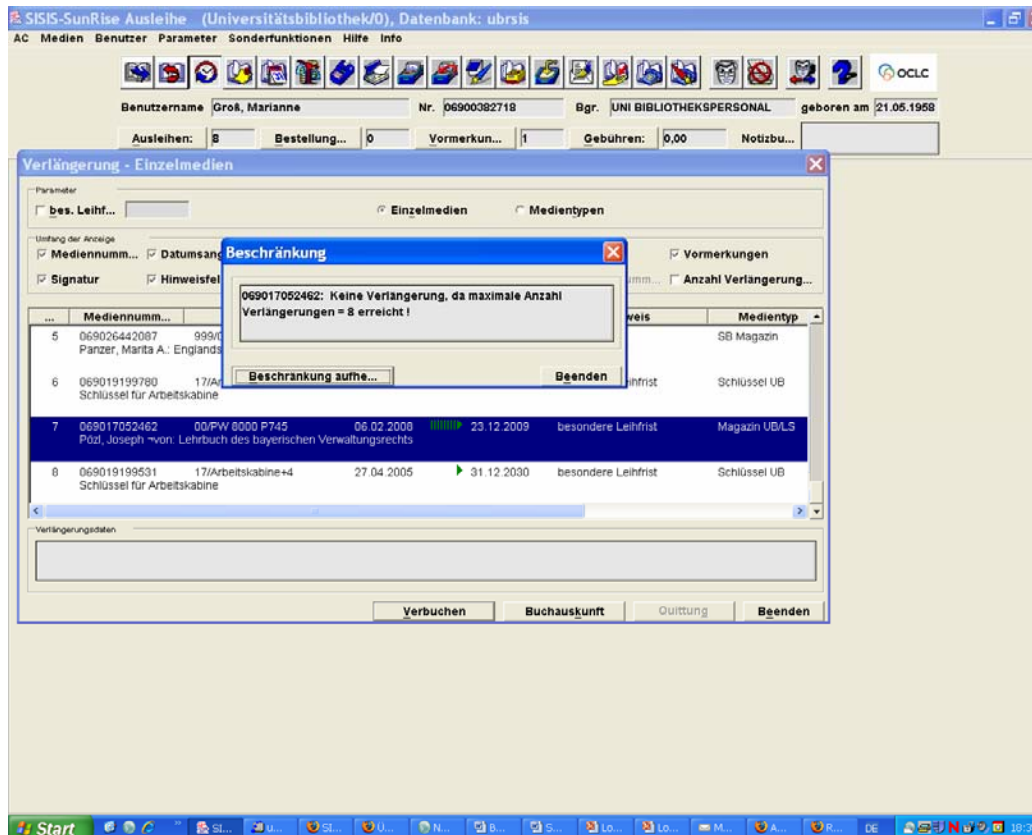 SISIS-SunRise Ausleihe (Universitätsbibliothek/0), Datenbank: ubrsis
AC Medien Benutzer Parameter Sonderfunktionen Hilfe Info
OCLC
Benutzername Groß, Marianne Nr. 06900382718 Bgr. UNI BIBLIOTHEKSPERSONAL geboren am 21.05.1958
Ausleihen: 8 Bestellung... 0 Vormerkun... 1 Gebühren: 0,00 Notizbu...
Verlängerung - Einzelmedien
Parameter
bes. Leihf... Einzelmedien Medientypen
Umfang der Anzeige
Mediennumm... Datumsang Vormerkungen
Signatur Hinweisfel Anzahl Verlängerung...
Beschränkung
069017052462: Keine Verlängerung, da maximale Anzahl
Verlängerungen = 8 erreicht !
Beschränkung aufhe... Beenden
... Mediennumm... weis Medientyp
5 069026442087 999/0 SB Magazin
Panzer, Marita A.: Englands
6 069019199780 17/Ar ihfrist Schlüssel UB
Schlüssel für Arbeitskabine
7 069017052462 00/PW 8000 P745 06.02.2008 23.12.2009 besondere Leihfrist Magazin UB/LS
Pözl, Joseph ¬von: Lehrbuch des bayerischen Verwaltungsrechts
8 069019199531 17/Arbeitskabine+4 27.04.2005 31.12.2030 besondere Leihfrist Schlüssel UB
Schlüssel für Arbeitskabine
Verlängerungsdaten
Verbuchen Buchauskunft Quittung Beenden
Start SI... u... SI... Ü... N... B... S... Lo... Lo... M... A... R... DE